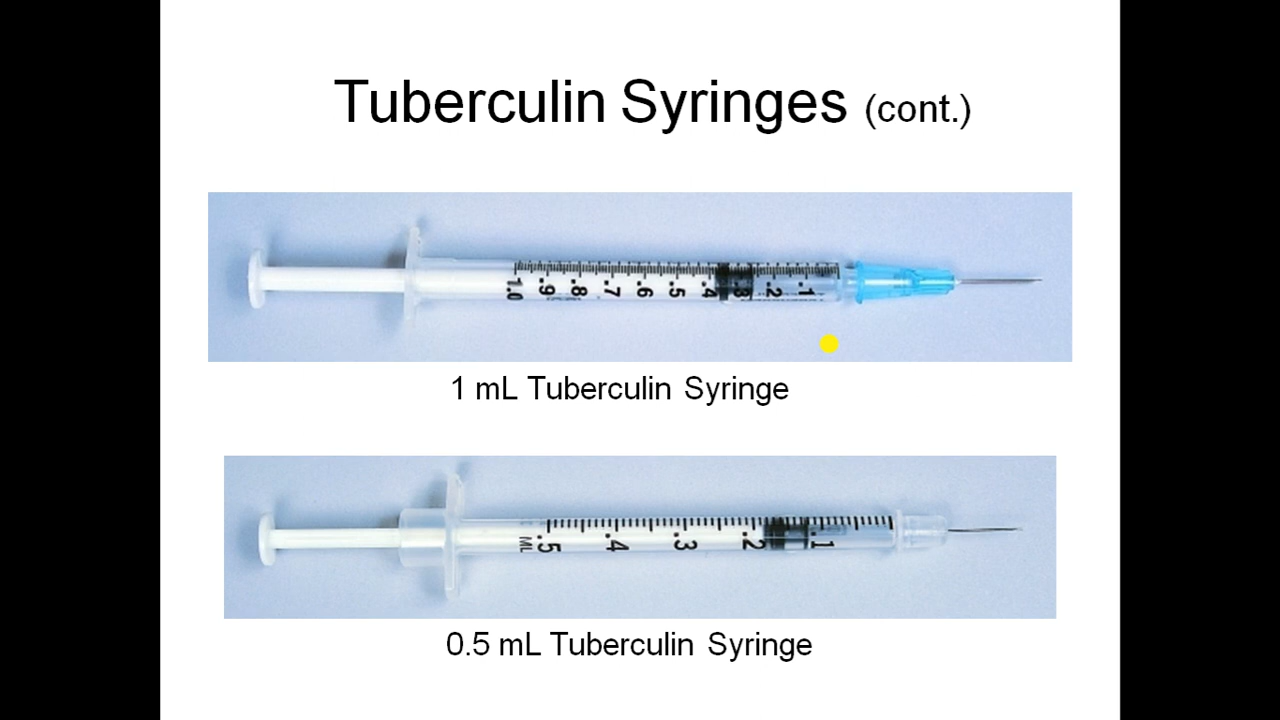 Tuberculin Syringes (cont.)
1.0 .9 .8 .7 .6 .5 .4 .3 .2 .1
1 mL Tuberculin Syringe
ML .5 .4 .3 .2 .1
0.5 mL Tuberculin Syringe